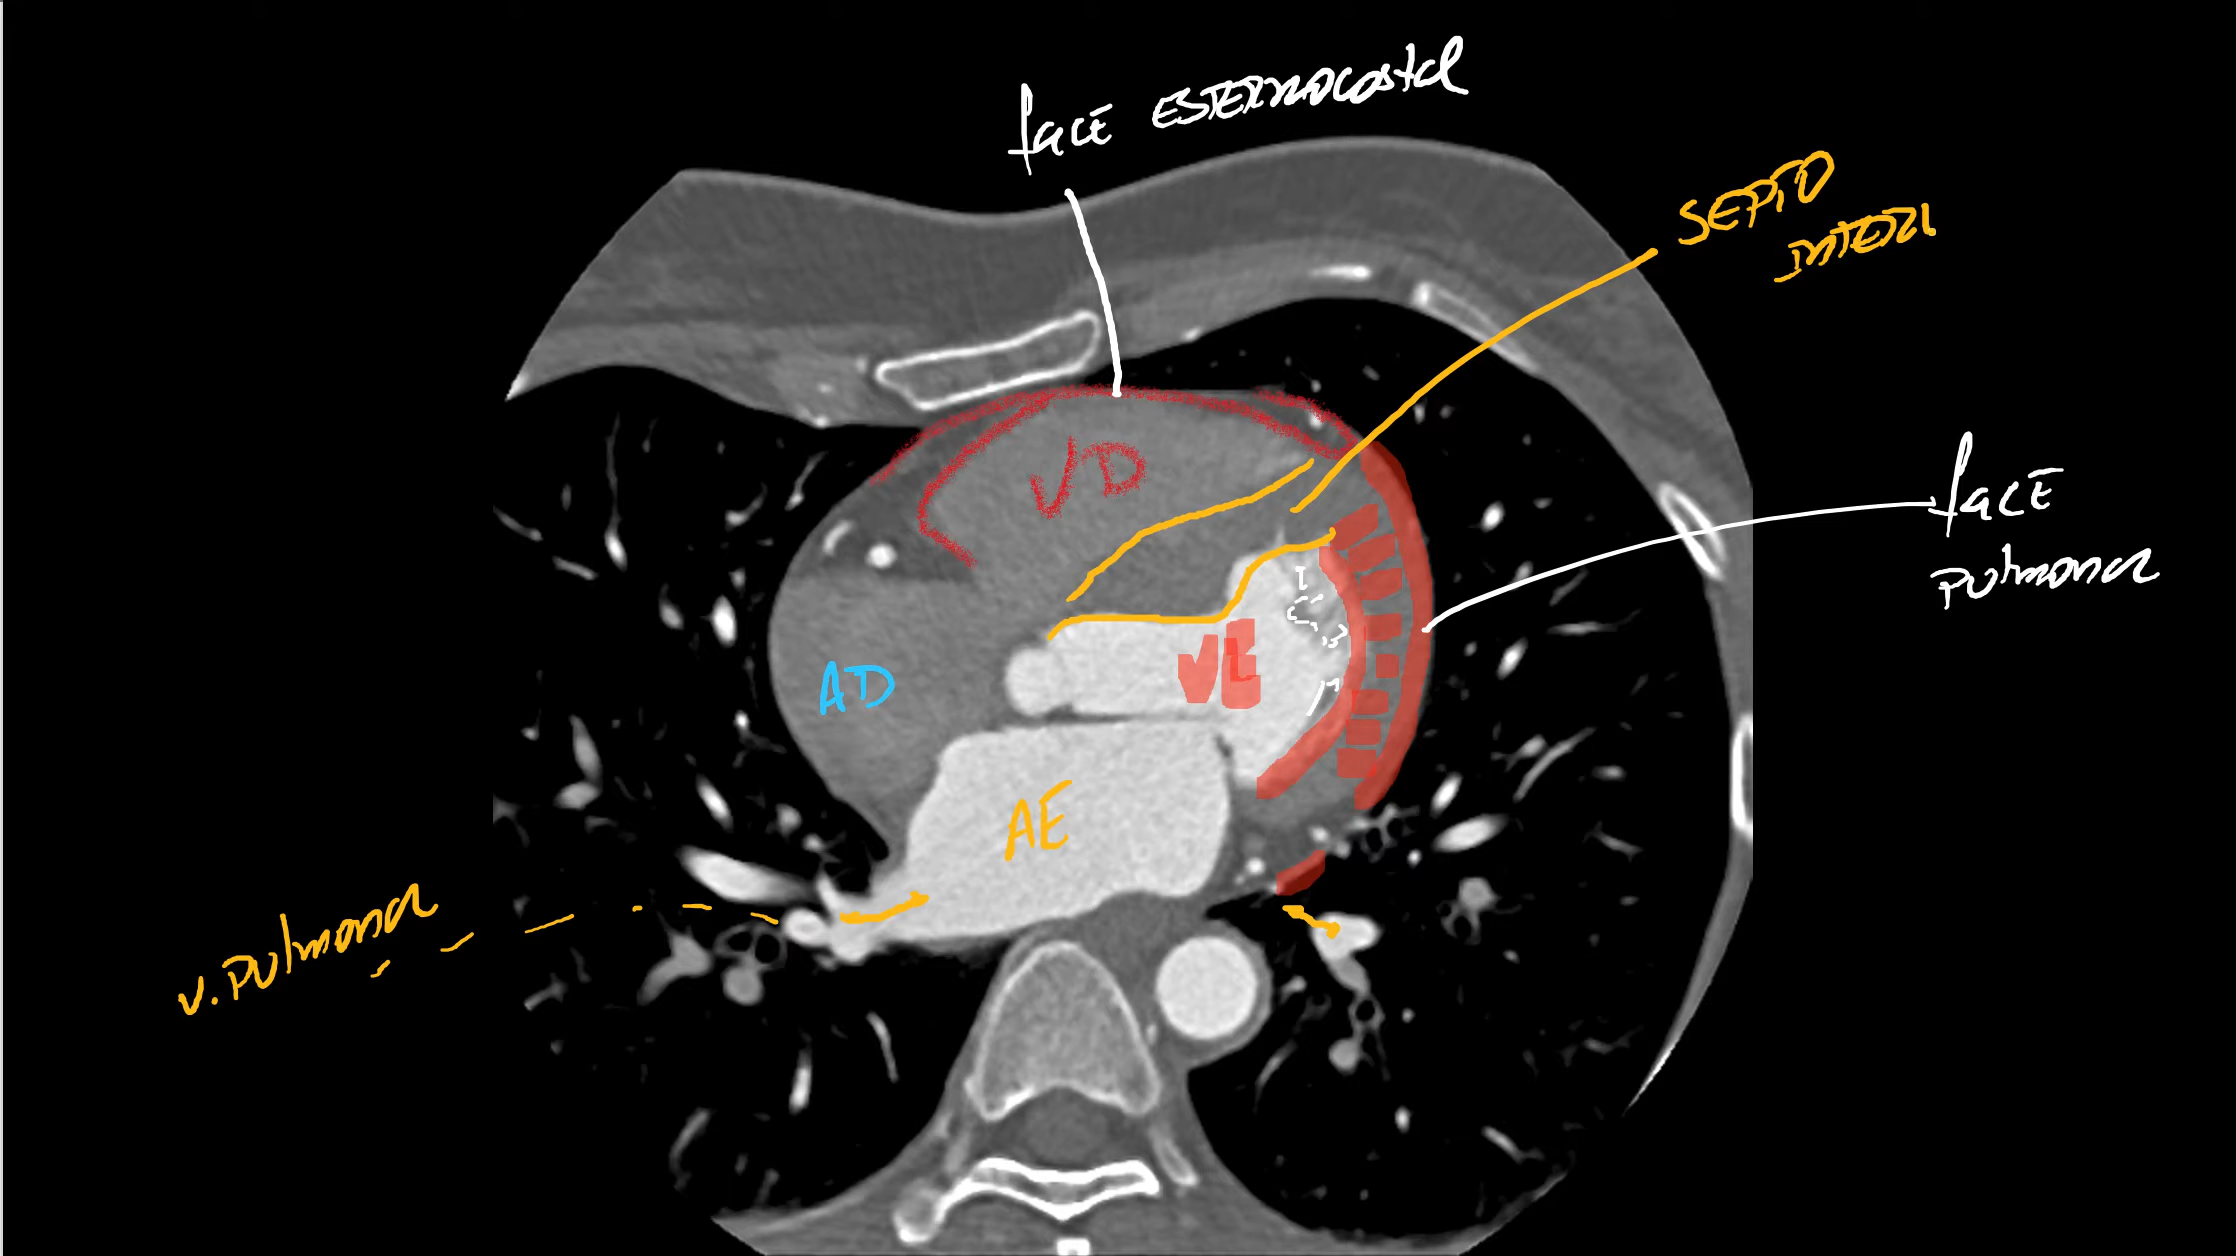 face ESTERNOCOSTAL
SEPTO
INTERV
VD
face
pulmonar
AD
VE
AE
v. pulmonar